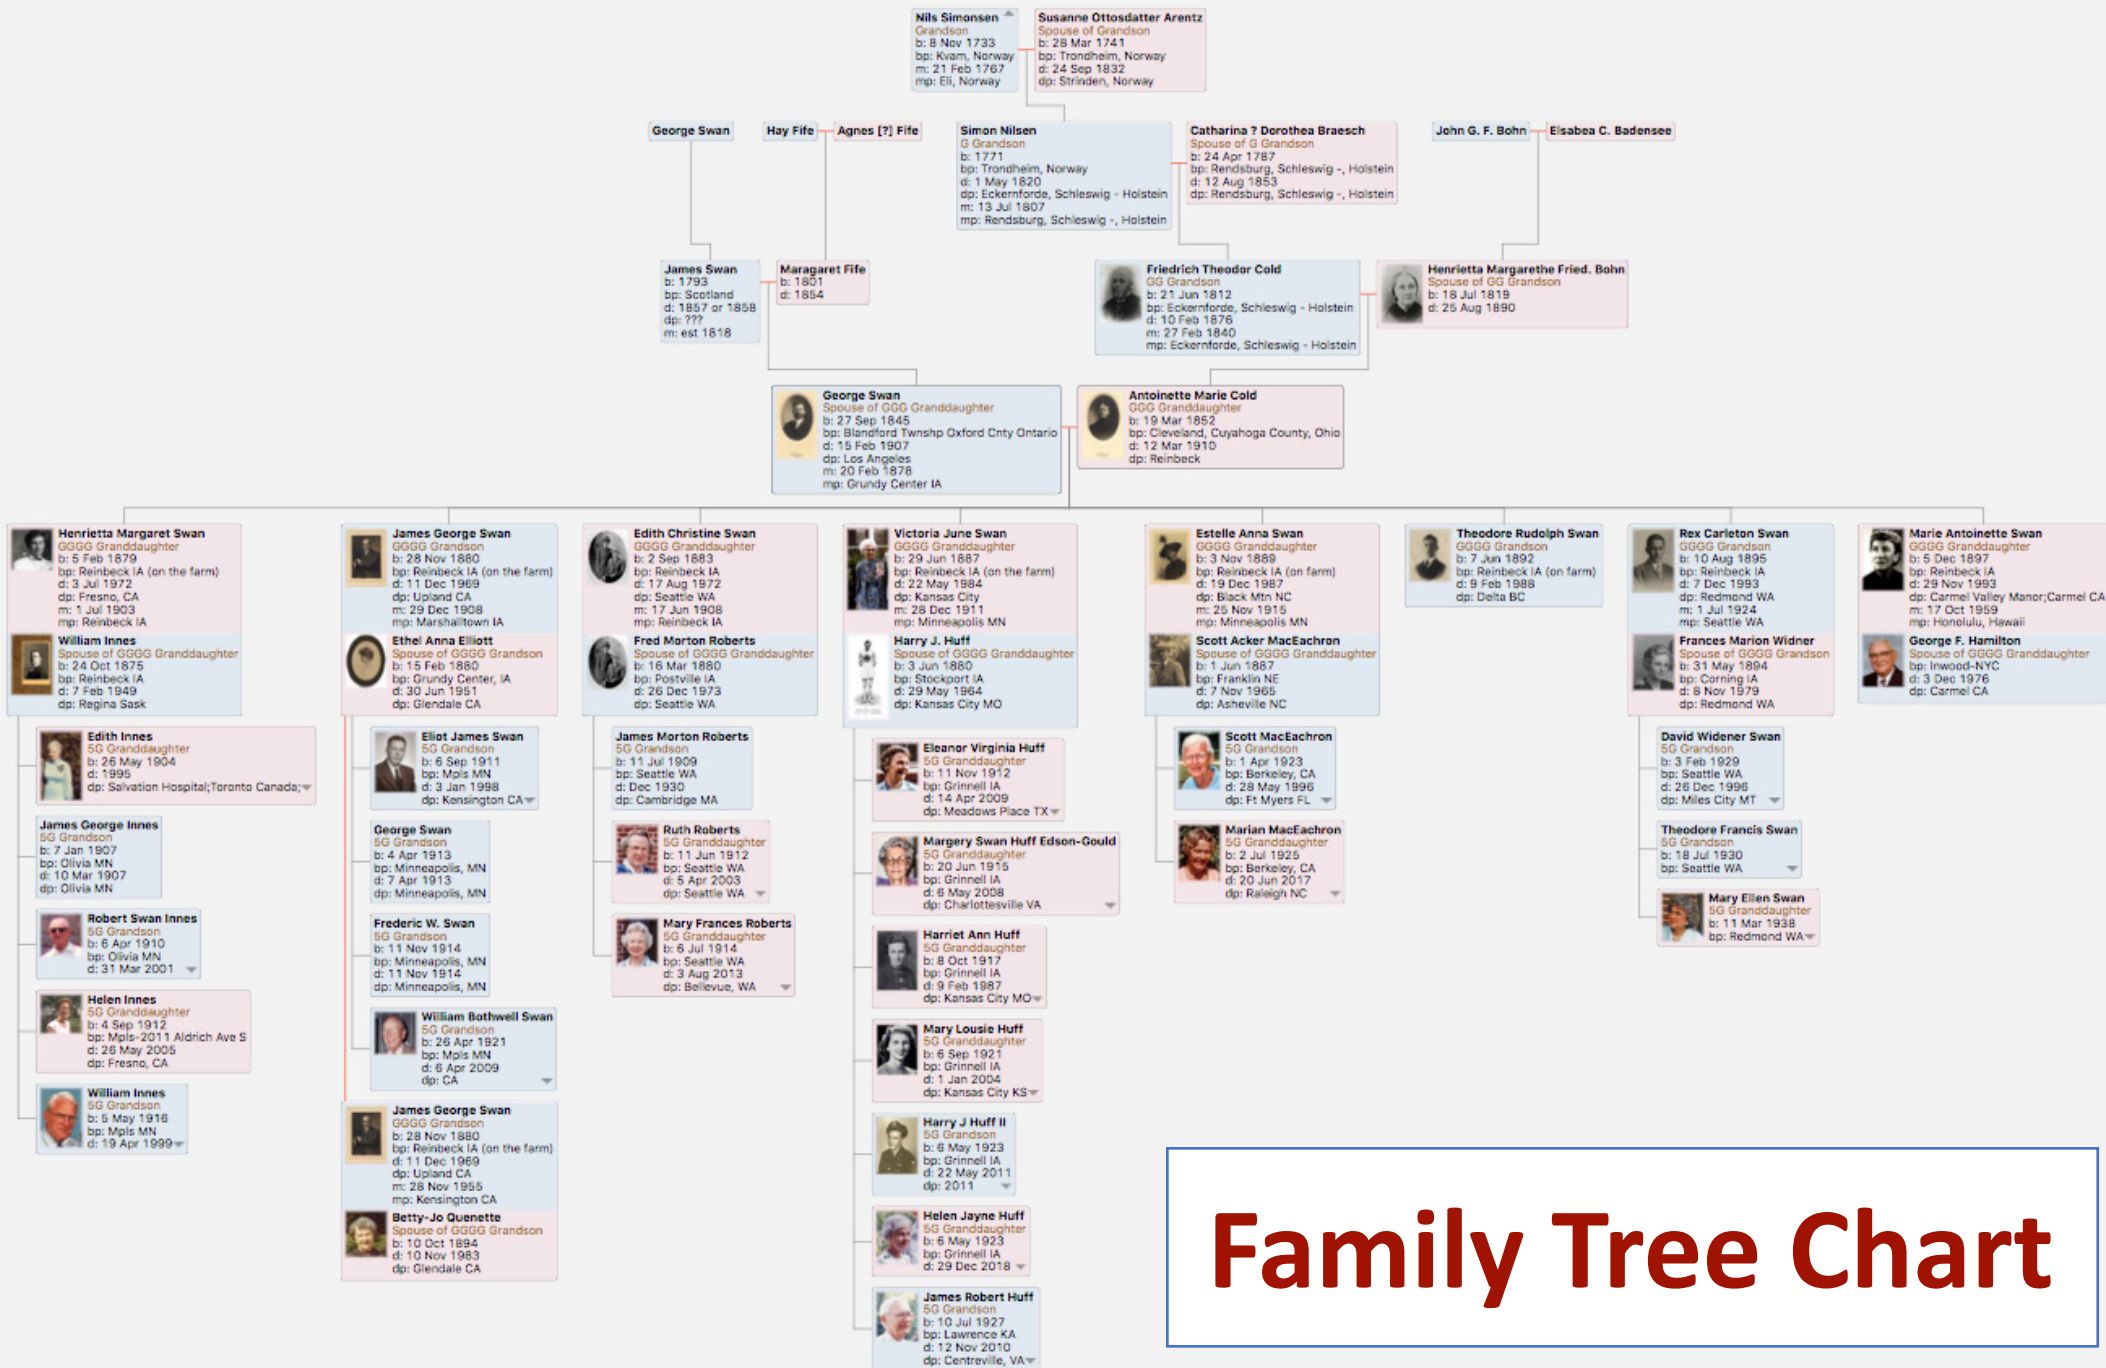 Nils Simonsen
Grandson
b: 8 Nov 1733
bp: Kvam, Norway
m: 21 Feb 1767
mp: Eli, Norway
Susanne Ottosdatter Arentz
Spouse of Grandson
b: 28 Mar 1741
bp: Trondheim, Norway
d: 24 Sep 1832
dp: Strinden, Norway
George Swan
Hay Fife
Agnes [?] Fife
Simon Nilsen
G Grandson
b: 1771
bp: Trondheim, Norway
d: 1 May 1820
dp: Eckernforde, Schleswig - Holstein
m: 13 Jul 1807
mp: Rendsburg, Schleswig -, Holstein
Catharina ? Dorothea Braesch
Spouse of G Grandson
b: 24 Apr 1787
bp: Rendsburg, Schleswig -, Holstein
d: 12 Aug 1853
dp: Rendsburg, Schleswig -, Holstein
John G. F. Bohn
Elsabea C. Badensee
James Swan
b: 1793
bp: Scotland
d: 1857 or 1858
dp: ???
m: est 1818
Maragaret Fife
b: 1801
d: 1854
Friedrich Theodor Cold
GG Grandson
b: 21 Jun 1812
bp: Eckernforde, Schleswig - Holstein
d: 10 Feb 1876
m: 27 Feb 1840
mp: Eckernforde, Schleswig - Holstein
Henrietta Margarethe Fried. Bohn
Spouse of GG Grandson
b: 18 Jul 1819
d: 25 Aug 1890
George Swan
Spouse of GGG Granddaughter
b: 27 Sep 1845
bp: Blandford Twnshp Oxford Cnty Ontario
d: 15 Feb 1907
dp: Los Angeles
m: 20 Feb 1878
mp: Grundy Center IA
Antoinette Marie Cold
GGG Granddaughter
b: 19 Mar 1852
bp: Cleveland, Cuyahoga County, Ohio
d: 12 Mar 1910
dp: Reinbeck
Henrietta Margaret Swan
GGGG Granddaughter
b: 5 Feb 1879
bp: Reinbeck IA (on the farm)
d: 3 Jul 1972
dp: Fresno, CA
m: 1 Jul 1903
mp: Reinbeck IA
William Innes
Spouse of GGGG Granddaughter
b: 24 Oct 1875
bp: Reinbeck IA
d: 7 Feb 1949
dp: Regina Sask
Edith Innes
5G Granddaughter
b: 26 May 1904
d: 1995
dp: Salvation Hospital;Toronto Canada;
James George Innes
5G Grandson
b: 7 Jan 1907
bp: Olivia MN
d: 10 Mar 1907
dp: Olivia MN
Robert Swan Innes
5G Grandson
b: 6 Apr 1910
bp: Olivia MN
d: 31 Mar 2001
Helen Innes
5G Granddaughter
b: 4 Sep 1912
bp: Mpls-2011 Aldrich Ave S
d: 26 May 2005
dp: Fresno, CA
William Innes
5G Grandson
b: 5 May 1916
bp: Mpls MN
d: 19 Apr 1999
James George Swan
GGGG Grandson
b: 28 Nov 1880
bp: Reinbeck IA (on the farm)
d: 11 Dec 1969
dp: Upland CA
m: 29 Dec 1908
mp: Marshalltown IA
Ethel Anna Elliott
Spouse of GGGG Grandson
b: 15 Feb 1880
bp: Grundy Center, IA
d: 30 Jun 1951
dp: Glendale CA
Eliot James Swan
5G Grandson
b: 6 Sep 1911
bp: Mpls MN
d: 3 Jan 1998
dp: Kensington CA
George Swan
5G Grandson
b: 4 Apr 1913
bp: Minneapolis, MN
d: 7 Apr 1913
dp: Minneapolis, MN
Frederic W. Swan
5G Grandson
b: 11 Nov 1914
bp: Minneapolis, MN
d: 11 Nov 1914
dp: Minneapolis, MN
William Bothwell Swan
5G Grandson
b: 26 Apr 1921
bp: Mpls MN
d: 6 Apr 2009
dp: CA
James George Swan
GGGG Grandson
b: 28 Nov 1880
bp: Reinbeck IA (on the farm)
d: 11 Dec 1969
dp: Upland CA
m: 28 Nov 1955
mp: Kensington CA
Betty-Jo Quenette
Spouse of GGGG Grandson
b: 10 Oct 1894
d: 10 Nov 1983
dp: Glendale CA
Edith Christine Swan
GGGG Granddaughter
b: 2 Sep 1883
bp: Reinbeck IA
d: 17 Aug 1972
dp: Seattle WA
m: 17 Jun 1908
mp: Reinbeck IA
Fred Morton Roberts
Spouse of GGGG Granddaughter
b: 16 Mar 1880
bp: Postville IA
d: 26 Dec 1973
dp: Seattle WA
James Morton Roberts
b: 11 Jul 1909
bp: Seattle WA
d: Dec 1930
dp: Cambridge MA
Ruth Roberts
5G Granddaughter
b: 11 Jun 1912
bp: Seattle WA
d: 5 Apr 2003
dp: Seattle WA
Mary Frances Roberts
5G Granddaughter
b: 6 Jul 1914
bp: Seattle WA
d: 3 Aug 2013
dp: Bellevue, WA
Victoria June Swan
GGGG Granddaughter
b: 29 Jun 1887
bp: Reinbeck IA (on the farm)
d: 22 May 1984
dp: Kansas City
m: 28 Dec 1911
mp: Minneapolis MN
Harry J. Huff
Spouse of GGGG Granddaughter
b: 3 Jun 1880
bp: Stockport IA
d: 29 May 1964
dp: Kansas City MO
Eleanor Virginia Huff
5G Granddaughter
b: 11 Nov 1912
bp: Grinnell IA
d: 14 Apr 2009
dp: Meadows Place TX
Margery Swan Huff Edson-Gould
5G Granddaughter
b: 20 Jun 1915
bp: Grinnell IA
d: 6 May 2008
dp: Charlottesville VA
Harriet Ann Huff
5G Granddaughter
b: 8 Oct 1917
bp: Grinnell IA
d: 9 Feb 1987
dp: Kansas City MO
Mary Lousie Huff
5G Granddaughter
b: 6 Sep 1921
bp: Grinnell IA
d: 1 Jan 2004
dp: Kansas City KS
Harry J Huff II
5G Grandson
b: 6 May 1923
bp: Grinnell IA
d: 22 May 2011
dp: 2011
Helen Jayne Huff
5G Granddaughter
b: 6 May 1923
bp: Grinnell IA
d: 29 Dec 2018
James Robert Huff
5G Grandson
b: 10 Jul 1927
bp: Lawrence KA
d: 12 Nov 2010
dp: Centreville, VA
Estelle Anna Swan
GGGG Granddaughter
b: 3 Nov 1889
bp: Reinbeck IA (on farm)
d: 19 Dec 1987
dp: Black Mtn NC
m: 25 Nov 1915
mp: Minneapolis MN
Scott Acker MacEachron
Spouse of GGGG Granddaughter
b: 1 Jun 1887
bp: Franklin NE
d: 7 Nov 1965
dp: Asheville NC
Scott MacEachron
5G Grandson
b: 1 Apr 1923
bp: Berkeley, CA
d: 28 May 1996
dp: Ft Myers FL
Marian MacEachron
5G Granddaughter
b: 2 Jul 1925
bp: Berkeley, CA
d: 20 Jun 2017
dp: Raleigh NC
Theodore Rudolph Swan
GGGG Grandson
b: 7 Jun 1892
bp: Reinbeck IA (on farm)
d: 9 Feb 1988
dp: Delta BC
Rex Carleton Swan
GGGG Grandson
b: 10 Aug 1895
bp: Reinbeck IA
d: 7 Dec 1993
dp: Redmond WA
m: 1 Jul 1924
mp: Seattle WA
Frances Marion Widner
Spouse of GGGG Grandson
b: 31 May 1894
bp: Corning IA
d: 8 Nov 1979
dp: Redmond WA
David Widener Swan
5G Grandson
b: 3 Feb 1929
bp: Seattle WA
d: 26 Dec 1996
dp: Miles City MT
Theodore Francis Swan
5G Grandson
b: 18 Jul 1930
bp: Seattle WA
Mary Ellen Swan
5G Granddaughter
b: 11 Mar 1938
bp: Redmond WA
Marie Antoinette Swan
GGGG Granddaughter
b: 5 Dec 1897
bp: Reinbeck IA
d: 29 Nov 1993
dp: Carmel Valley Manor;Carmel CA
m: 17 Oct 1959
mp: Honolulu, Hawaii
George F. Hamilton
Spouse of GGGG Granddaughter
bp: Inwood-NYC
d: 3 Dec 1976
dp: Carmel CA
Family Tree Chart